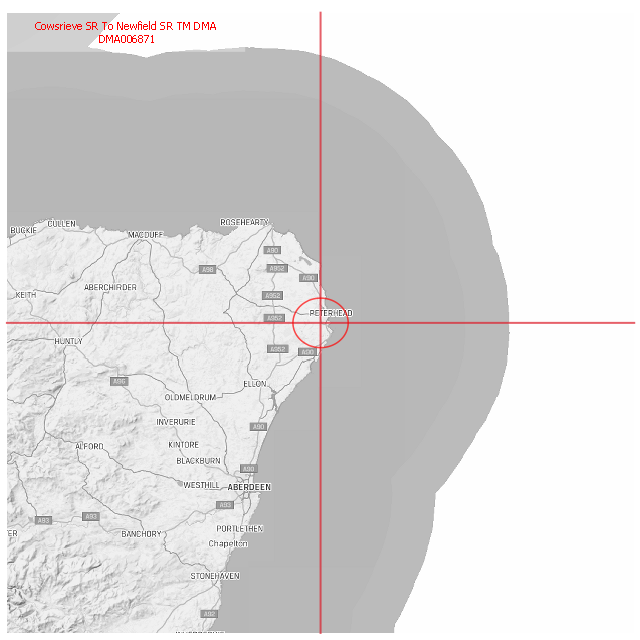 Cowsrieve SR To Newfield SR TM DMA
DMA006871
ROSEHEARTY
CULLEN
BUCKIE
MACDUFF
A90
A952
A98
A90
KEITH
ABERCHIRDER
A952
PETERHEAD
A952
HUNTLY
A952
A90
A96
ELLON
OLDMELDRUM
INVERURIE
A90
ALFORD
KINTORE
BLACKBURN
A90
WESTHILL
ABERDEEN
A93
A93
A93
PORTLETHEN
BANCHORY
Chapelton
STONEHAVEN
A92